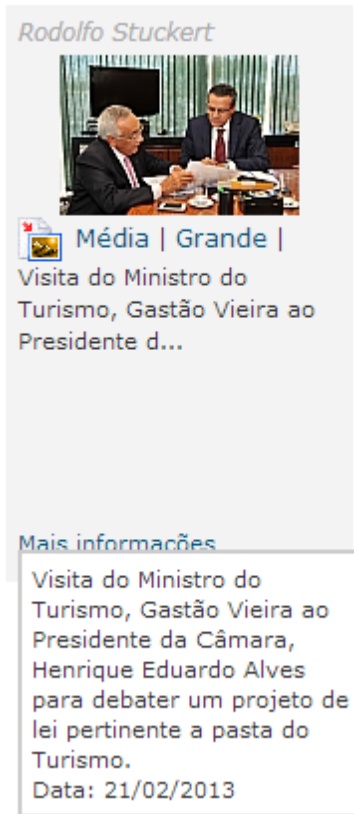 Rodolfo Stuckert
Média | Grande |
Visita do Ministro do
Turismo, Gastão Vieira ao
Presidente d...
Mais informações
Visita do Ministro do
Turismo, Gastão Vieira ao
Presidente da Câmara,
Henrique Eduardo Alves
para debater um projeto de
lei pertinente a pasta do
Turismo.
Data: 21/02/2013